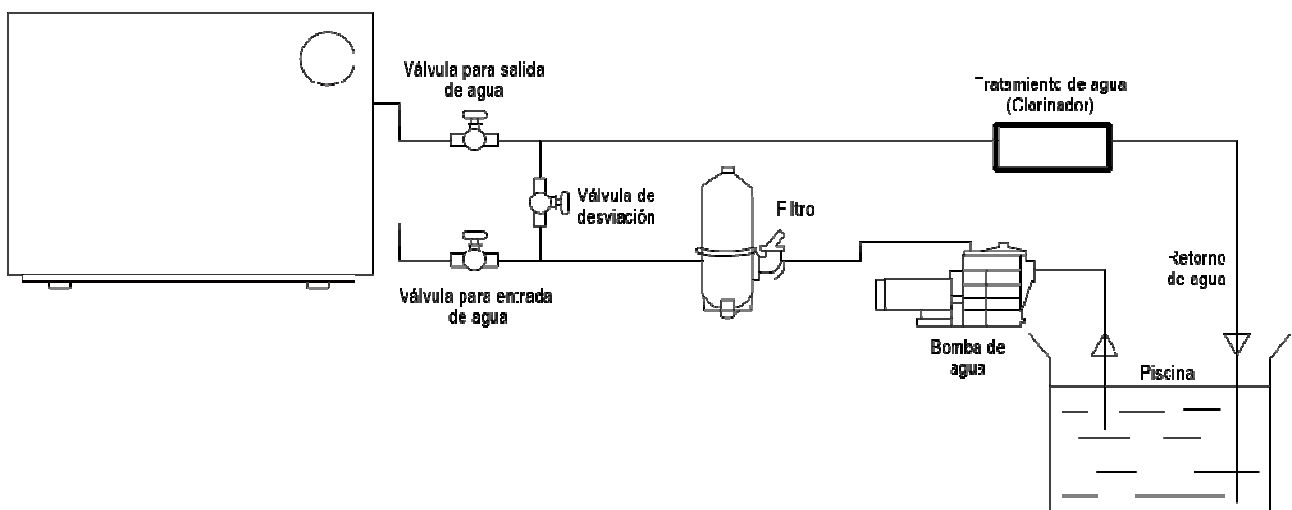 Válvula para salida
de agua
Tratamiento de agua
(Clorinador)
Válvula de
desviación
Filtro
Retorno
de agua
Válvula para entrada
de agua
Bomba de
agua
Piscina